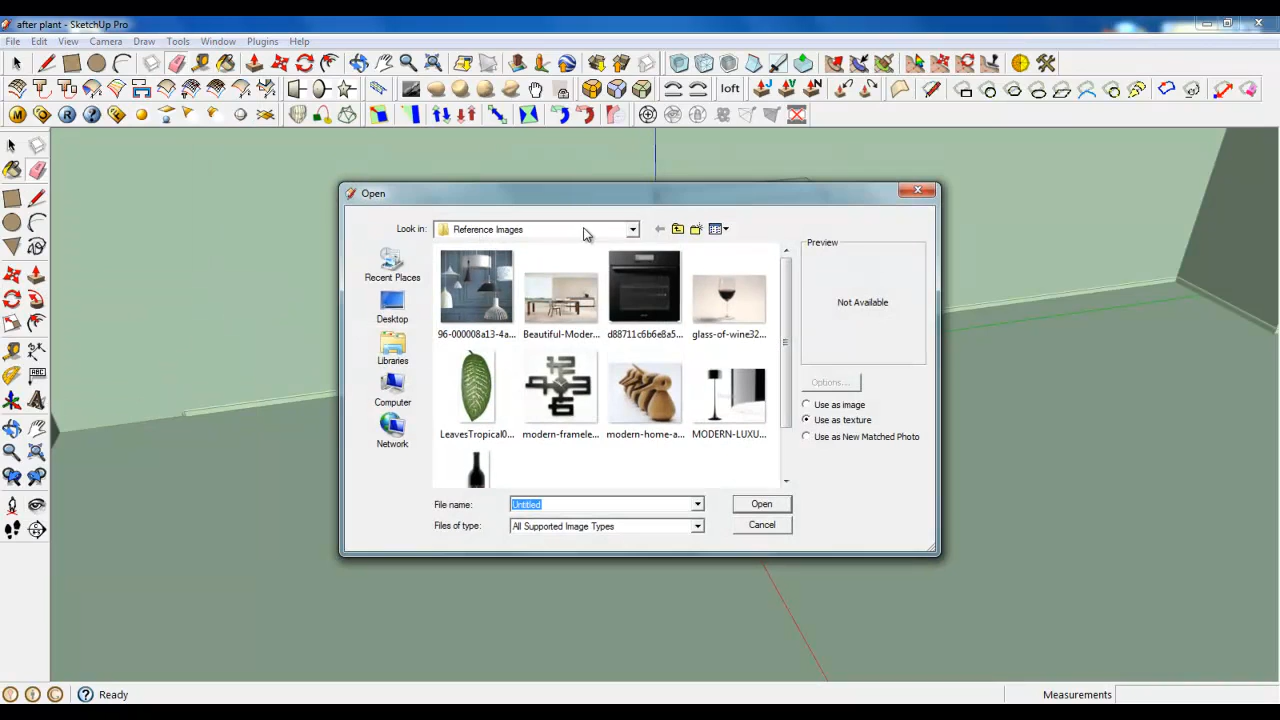 after plant - SketchUp Pro
File Edit View Camera Draw Tools Window Plugins Help
loft
M O R ?
ABC
Open
Look in: Reference Images
Preview
Not Available
Recent Places
Desktop
Libraries
Computer
Network
96-000008a13-4a... Beautiful-Moder... d88711c6b6e8a5... glass-of-wine32...
LeavesTropical0... modern-framele... modern-home-a... MODERN-LUXU...
Options...
Use as image
Use as texture
Use as New Matched Photo
File name: Untitled Open
Files of type: All Supported Image Types Cancel
Ready
Measurements